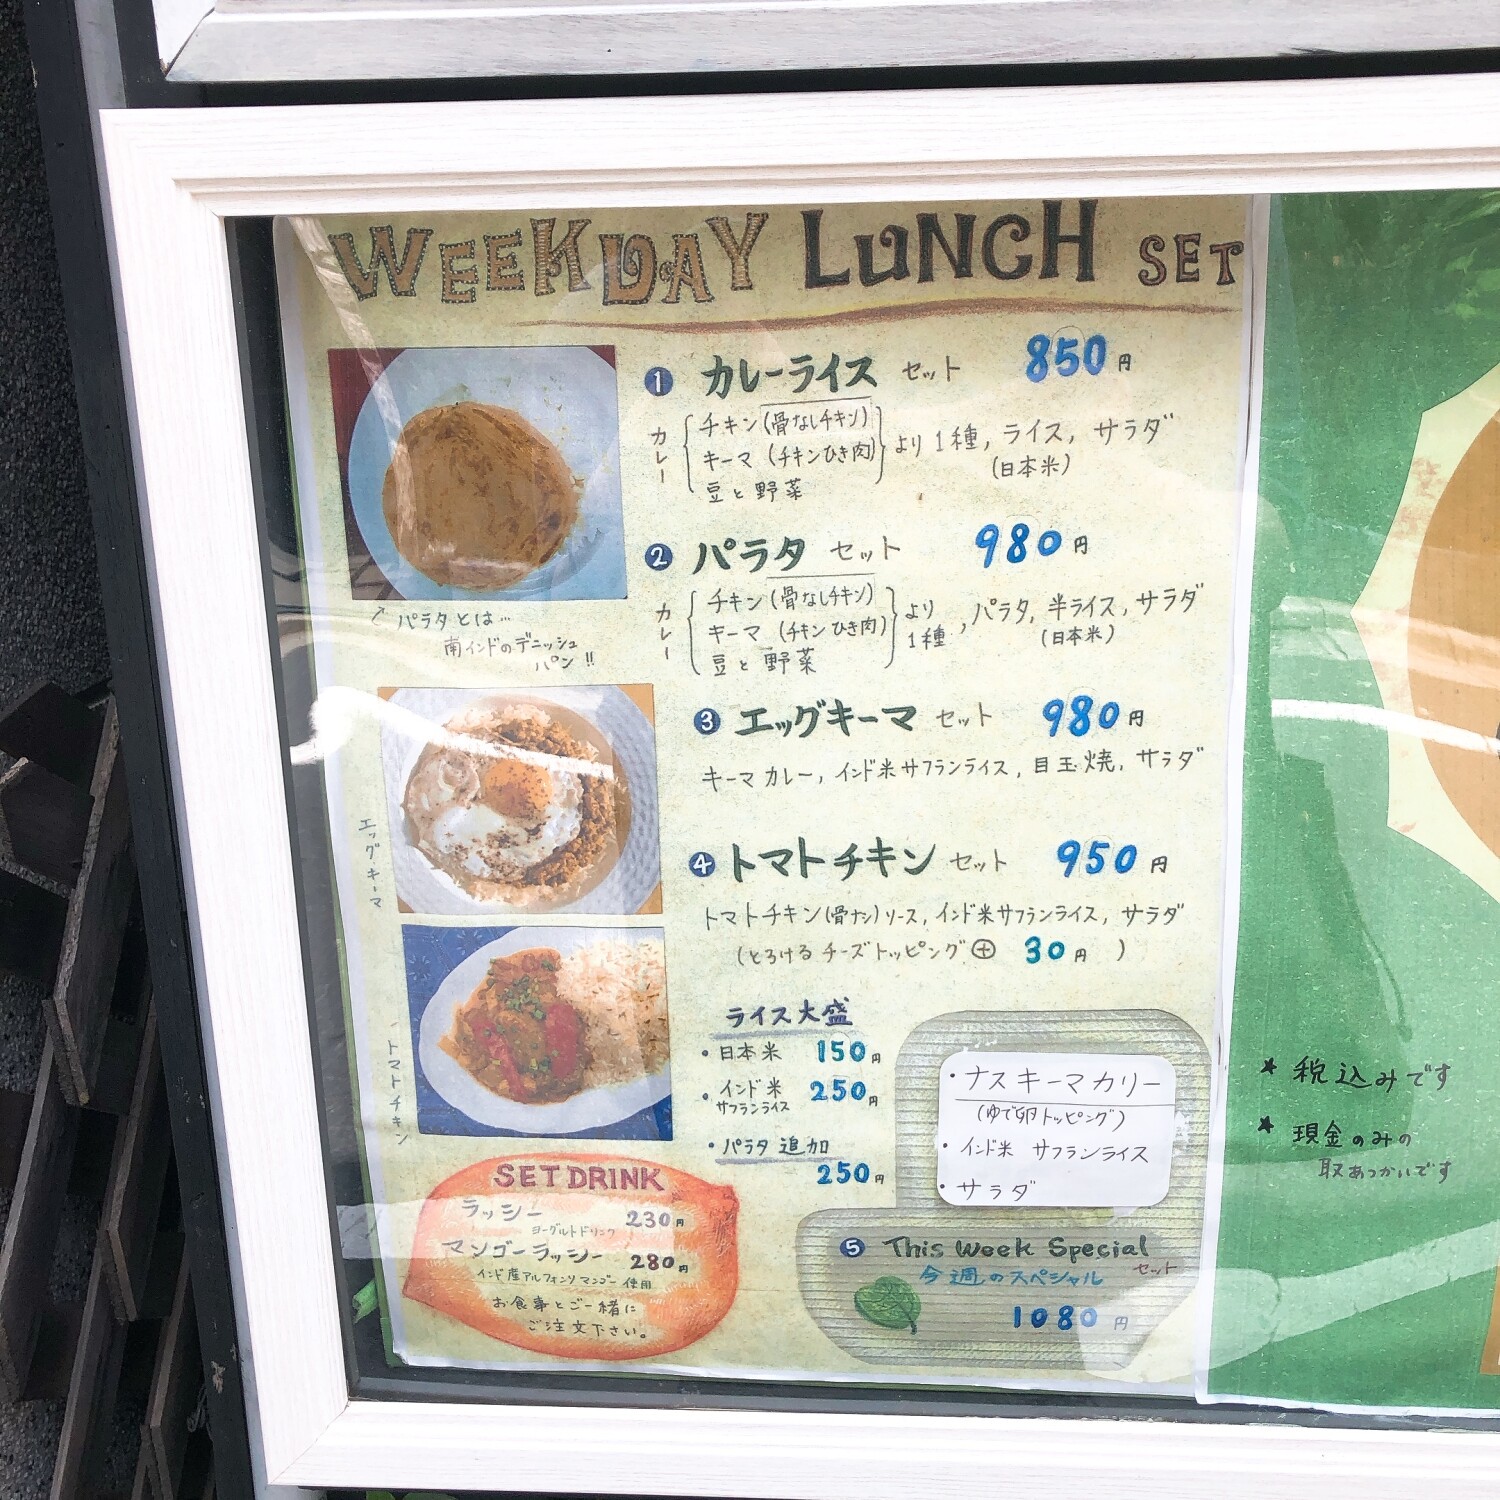 WEEKDAY LUNCH SET
① カレーライス セット 850円
カレー
チキン(骨なしチキン)
キーマ (チキンひき肉)
豆と野菜
より1種, ライス, サラダ
(日本米)
② パラタ セット 980円
カレー
チキン(骨なしチキン)
キーマ (チキンひき肉)
豆と野菜
より
1種
, パラタ, 半ライス, サラダ
(日本米)
パラタとは…
南インドのデニッシュ
パン!!
③ エッグキーマ セット 980円
キーマカレー, インド米サフランライス, 目玉焼, サラダ
エッグキーマ
④ トマトチキン セット 950円
トマトチキン(骨ナシ)ソース, インド米サフランライス, サラダ
(とろけるチーズトッピング⊕ 30円 )
トマトチキン
ライス大盛
・日本米 150円
・インド米 250円
サフランライス
・パラタ追加
250円
SET DRINK
ラッシー 230円
ヨーグルトドリンク
マンゴーラッシー 280円
インド産アルフォンソマンゴー使用
お食事とご一緒に
ご注文下さい。
・ナスキーマカリー
(ゆで卵トッピング)
・インド米 サフランライス
・サラダ
⑤ This Week Special
今週のスペシャル セット
1080円
★ 税込みです
★ 現金のみの
取あつかいです